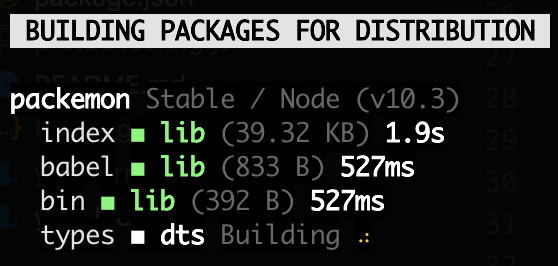 BUILDING PACKAGES FOR DISTRIBUTION
packemon Stable / Node (v10.3)
index ■ lib (39.32 KB) 1.9s
babel ■ lib (833 B) 527ms
bin ■ lib (392 B) 527ms
types ■ dts Building